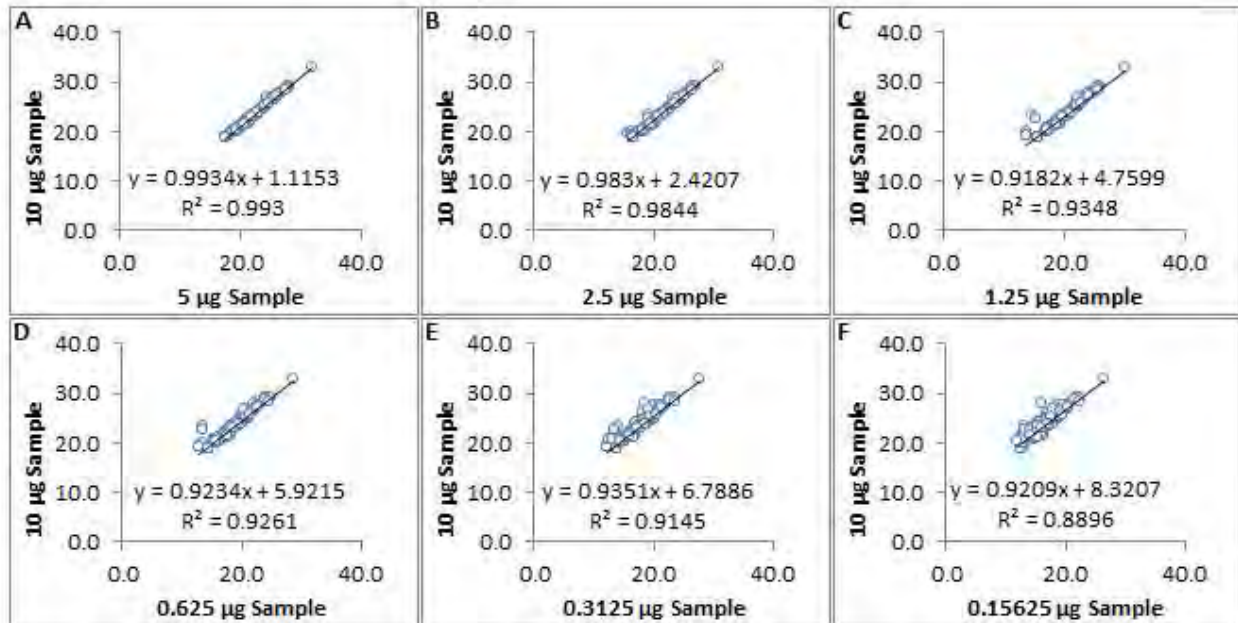 A
40.0
30.0
20.0
10.0
0.0
10 µg Sample
y = 0.9934x + 1.1153
R² = 0.993
0.0 20.0 40.0
5 µg Sample
B
40.0
30.0
20.0
10.0
0.0
10 µg Sample
y = 0.983x + 2.4207
R² = 0.9844
0.0 20.0 40.0
2.5 µg Sample
C
40.0
30.0
20.0
10.0
0.0
10 µg Sample
y = 0.9182x + 4.7599
R² = 0.9348
0.0 20.0 40.0
1.25 µg Sample
D
40.0
30.0
20.0
10.0
0.0
10 µg Sample
y = 0.9234x + 5.9215
R² = 0.9261
0.0 20.0 40.0
0.625 µg Sample
E
40.0
30.0
20.0
10.0
0.0
10 µg Sample
y = 0.9351x + 6.7886
R² = 0.9145
0.0 20.0 40.0
0.3125 µg Sample
F
40.0
30.0
20.0
10.0
0.0
10 µg Sample
y = 0.9209x + 8.3207
R² = 0.8896
0.0 20.0 40.0
0.15625 µg Sample